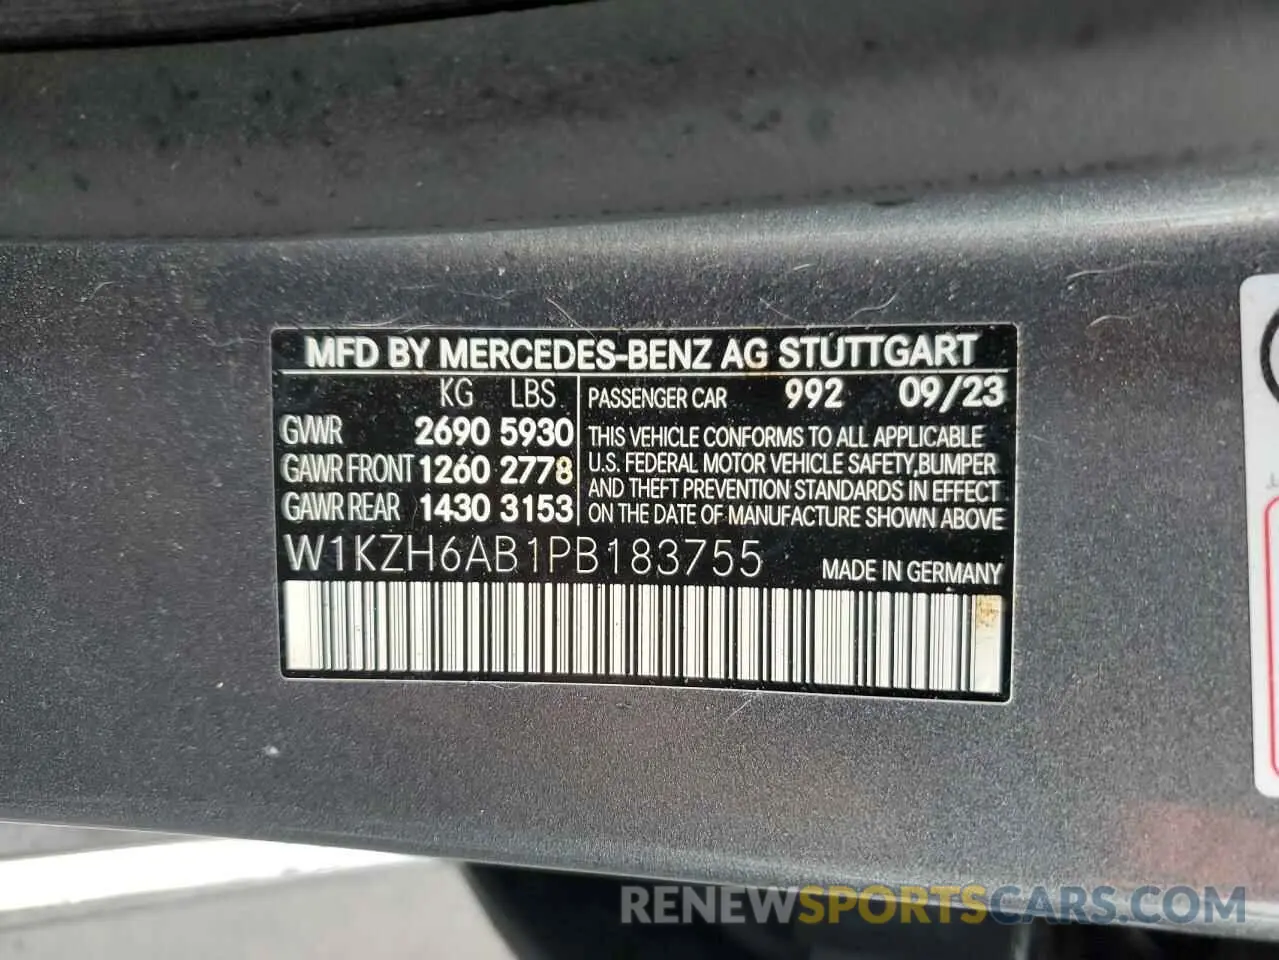 MFD BY MERCEDES-BENZ AG STUTTGART
KG LBS
GVWR 2690 5930
GAWR FRONT 1260 2778
GAWR REAR 1430 3153
PASSENGER CAR 992 09/23
THIS VEHICLE CONFORMS TO ALL APPLICABLE
U.S. FEDERAL MOTOR VEHICLE SAFETY,BUMPER
AND THEFT PREVENTION STANDARDS IN EFFECT
ON THE DATE OF MANUFACTURE SHOWN ABOVE
W1KZH6AB1PB183755 MADE IN GERMANY
RENEWSPORTSCARS.COM